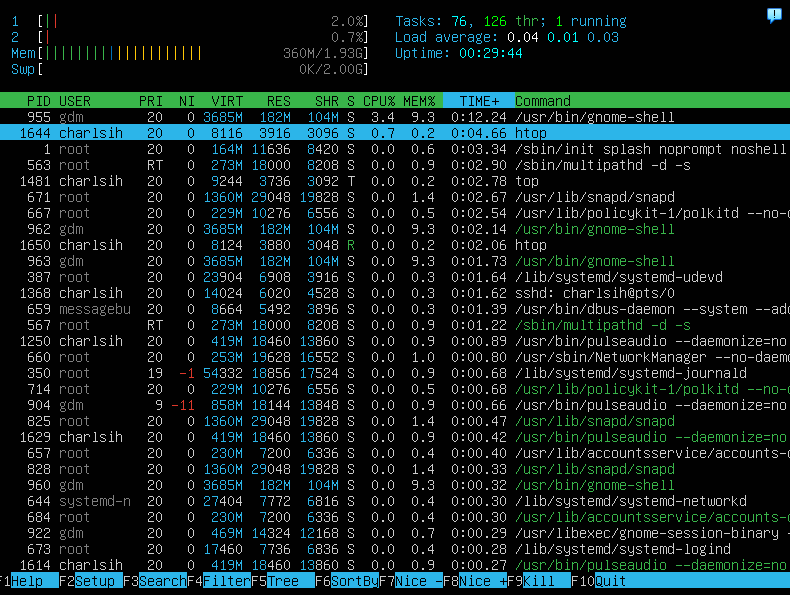 1 [|| 2.0%] Tasks: 76, 126 thr; 1 running
2 [| 0.7%] Load average: 0.04 0.01 0.03
Mem[|||||||||||||||||||| 360M/1.93G] Uptime: 00:29:44
Swp[ 0K/2.00G]
PID USER PRI NI VIRT RES SHR S CPU% MEM% TIME+ Command
955 gdm 20 0 3685M 182M 104M S 3.4 9.3 0:12.24 /usr/bin/gnome-shell
1644 charlsih 20 0 8116 3916 3096 S 0.7 0.2 0:04.66 htop
1 root 20 0 164M 11636 8420 S 0.0 0.6 0:03.34 /sbin/init splash noprompt noshell
563 root RT 0 273M 18000 8208 S 0.0 0.9 0:02.90 /sbin/multipathd -d -s
1481 charlsih 20 0 9244 3736 3092 T 0.0 0.2 0:02.78 top
671 root 20 0 1360M 29048 19828 S 0.0 1.4 0:02.67 /usr/lib/snapd/snapd
667 root 20 0 229M 10276 6556 S 0.0 0.5 0:02.54 /usr/lib/policykit-1/polkitd --no-d
962 gdm 20 0 3685M 182M 104M S 0.0 9.3 0:02.14 /usr/bin/gnome-shell
1650 charlsih 20 0 8124 3880 3048 R 0.0 0.2 0:02.06 htop
963 gdm 20 0 3685M 182M 104M S 0.0 9.3 0:01.73 /usr/bin/gnome-shell
387 root 20 0 23904 6908 3916 S 0.0 0.3 0:01.64 /lib/systemd/systemd-udevd
1368 charlsih 20 0 14024 6020 4528 S 0.0 0.3 0:01.62 sshd: charlsih@pts/0
659 messagebu 20 0 8664 5492 3896 S 0.0 0.3 0:01.39 /usr/bin/dbus-daemon --system --add
567 root RT 0 273M 18000 8208 S 0.0 0.9 0:01.22 /sbin/multipathd -d -s
1250 charlsih 20 0 419M 18460 13860 S 0.0 0.9 0:00.89 /usr/bin/pulseaudio --daemonize=no
660 root 20 0 253M 19628 16552 S 0.0 1.0 0:00.80 /usr/sbin/NetworkManager --no-daem
350 root 19 -1 54332 18856 17524 S 0.0 0.9 0:00.68 /lib/systemd/systemd-journald
714 root 20 0 229M 10276 6556 S 0.0 0.5 0:00.68 /usr/lib/policykit-1/polkitd --no-d
904 gdm 9 -11 858M 18144 13848 S 0.0 0.9 0:00.66 /usr/bin/pulseaudio --daemonize=no
825 root 20 0 1360M 29048 19828 S 0.0 1.4 0:00.47 /usr/lib/snapd/snapd
1629 charlsih 20 0 419M 18460 13860 S 0.0 0.9 0:00.42 /usr/bin/pulseaudio --daemonize=no
657 root 20 0 230M 7200 6336 S 0.0 0.4 0:00.40 /usr/lib/accountsservice/accounts-d
828 root 20 0 1360M 29048 19828 S 0.0 1.4 0:00.33 /usr/lib/snapd/snapd
960 gdm 20 0 3685M 182M 104M S 0.0 9.3 0:00.32 /usr/bin/gnome-shell
644 systemd-n 20 0 27404 7772 6816 S 0.0 0.4 0:00.30 /lib/systemd/systemd-networkd
684 root 20 0 230M 7200 6336 S 0.0 0.4 0:00.30 /usr/lib/accountsservice/accounts-d
922 gdm 20 0 469M 14324 12168 S 0.0 0.7 0:00.29 /usr/libexec/gnome-session-binary -
673 root 20 0 17460 7736 6836 S 0.0 0.4 0:00.28 /lib/systemd/systemd-logind
1614 charlsih 20 0 419M 18460 13860 S 0.0 0.9 0:00.27 /usr/bin/pulseaudio --daemonize=no
F1Help F2Setup F3SearchF4FilterF5Tree F6SortByF7Nice -F8Nice +F9Kill F10Quit